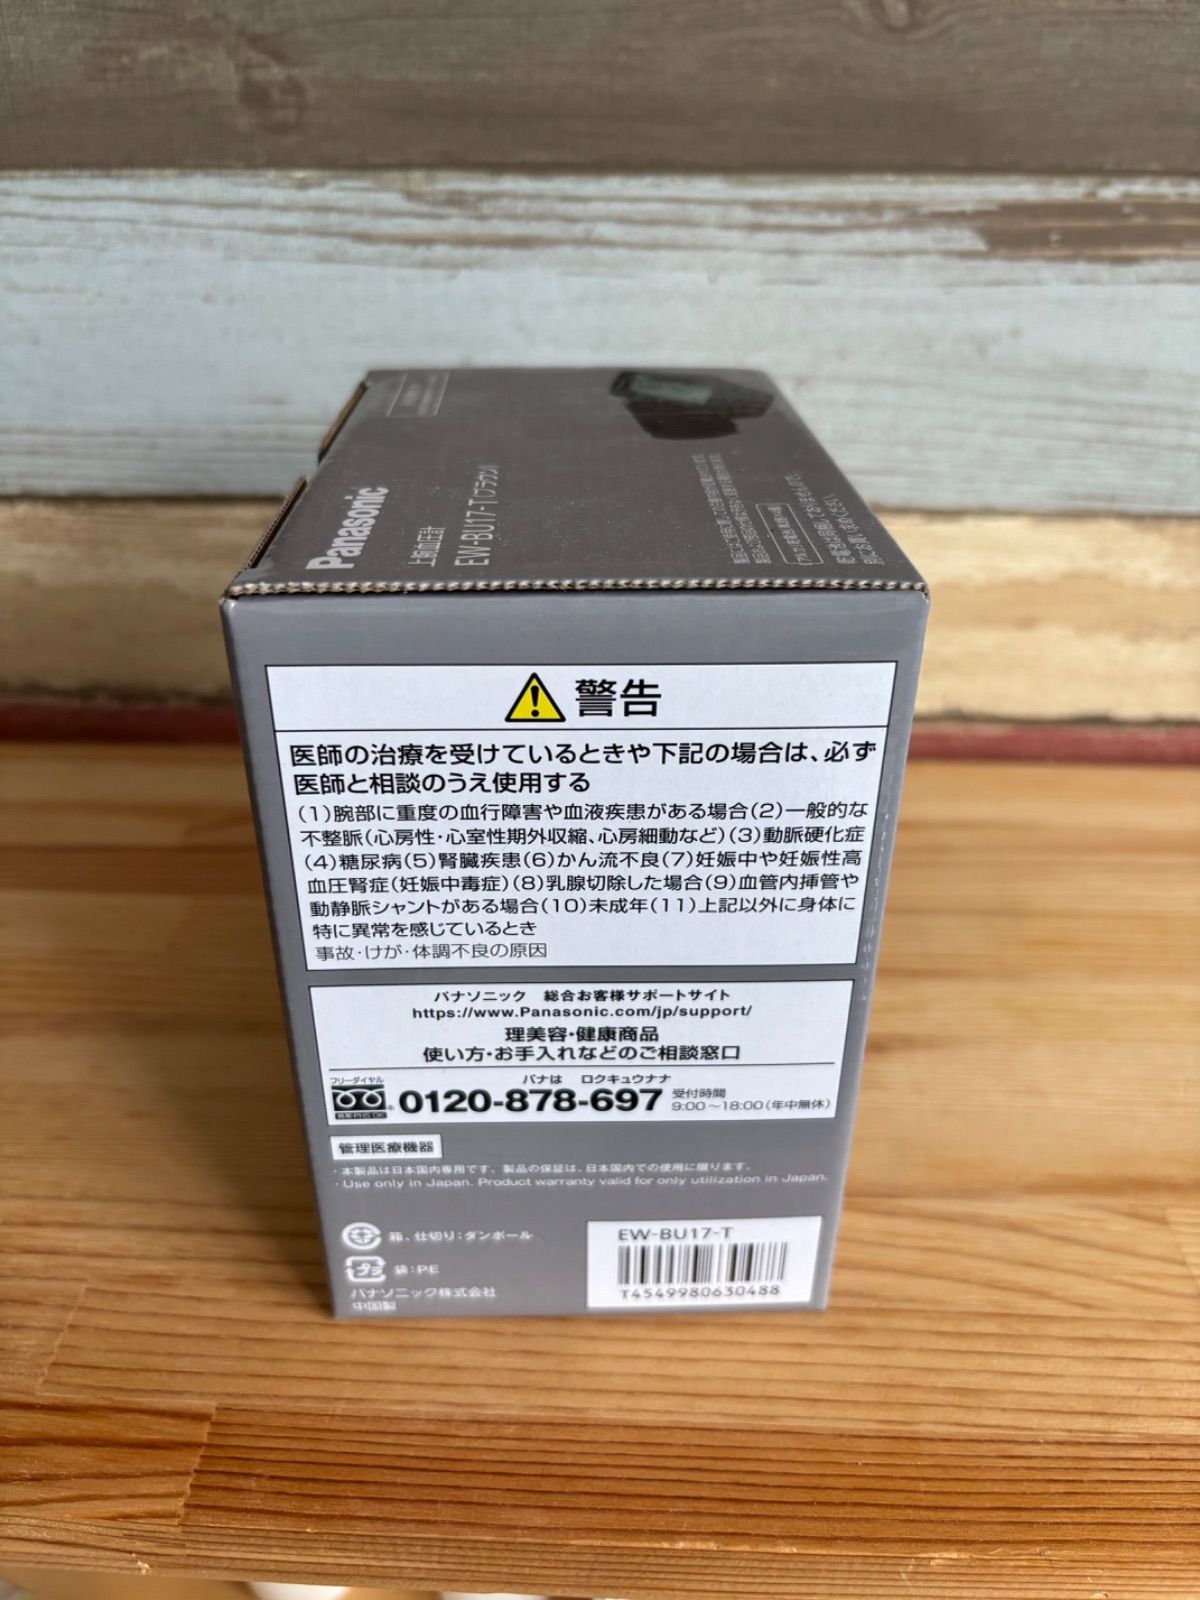 Panasonic
上腕血圧計
EW-BU17-T(ブラウン)
警告
医師の治療を受けているときや下記の場合は、必ず
医師と相談のうえ使用する
(1)腕部に重度の血行障害や血液疾患がある場合(2)一般的な
不整脈(心房性・心室性期外収縮、心房細動など)(3)動脈硬化症
(4)糖尿病(5)腎臓疾患(6)かん流不良(7)妊娠中や妊娠性高
血圧腎症(妊娠中毒症)(8)乳腺切除した場合(9)血管内挿管や
動静脈シャントがある場合(10)未成年(11)上記以外に身体に
特に異常を感じているとき
事故・けが・体調不良の原因
パナソニック 総合お客様サポートサイト
https://www.Panasonic.com/jp/support/
理美容・健康商品
使い方・お手入れなどのご相談窓口
フリーダイヤル
パナは ロクキュウナナ
0120-878-697 受付時間
9:00~18:00(年中無休)
管理医療機器
・本製品は日本国内専用です。製品の保証は、日本国内での使用に限ります。
・Use only in Japan. Product warranty valid for only utilization in Japan.
箱、仕切り:ダンボール
プラ 袋:PE
パナソニック株式会社
中国製
EW-BU17-T
T4549980630488